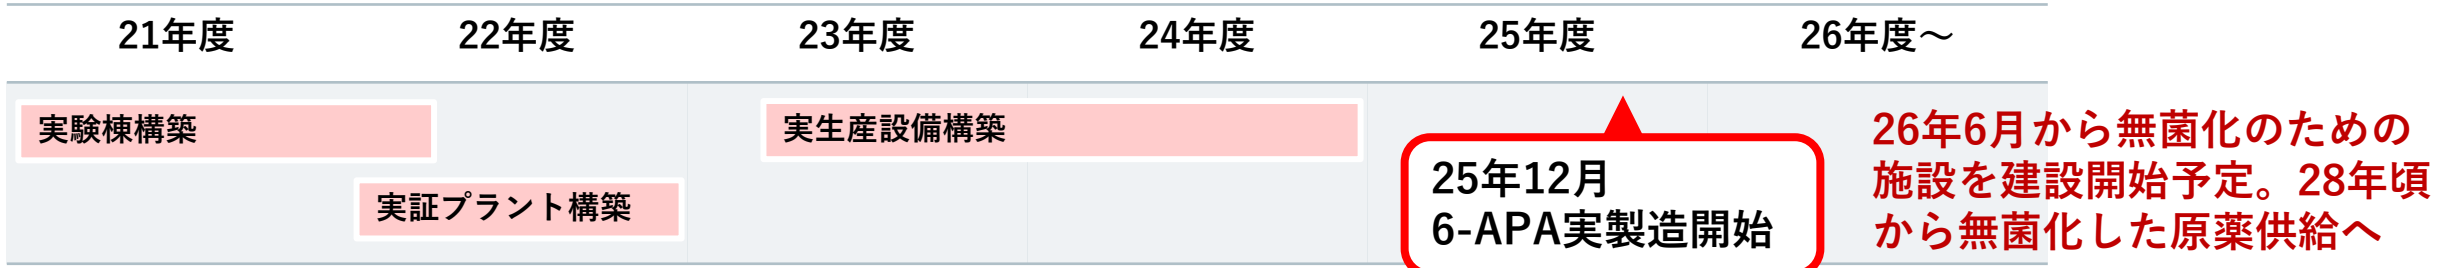 21年度 22年度 23年度 24年度 25年度 26年度～
実験棟構築
実生産設備構築
実証プラント構築
25年12月
6-APA実製造開始
26年6月から無菌化のための
施設を建設開始予定。28年頃
から無菌化した原薬供給へ